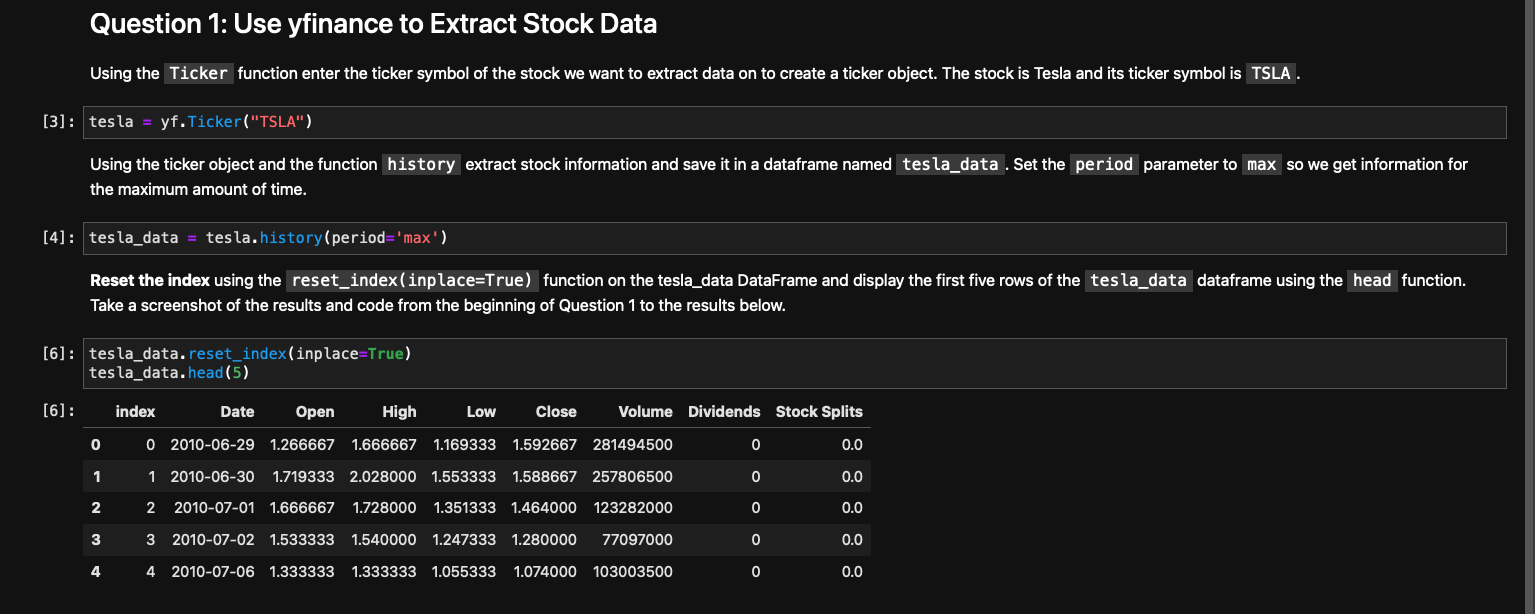 Question 1: Use yfinance to Extract Stock Data
Using the Ticker function enter the ticker symbol of the stock we want to extract data on to create a ticker object. The stock is Tesla and its ticker symbol is TSLA .
[3]: tesla = yf.Ticker("TSLA")
Using the ticker object and the function history extract stock information and save it in a dataframe named tesla_data . Set the period parameter to max so we get information for
the maximum amount of time.
[4]: tesla_data = tesla.history(period='max')
Reset the index using the reset_index(inplace=True) function on the tesla_data DataFrame and display the first five rows of the tesla_data dataframe using the head function.
Take a screenshot of the results and code from the beginning of Question 1 to the results below.
[6]: tesla_data.reset_index(inplace=True)
tesla_data.head(5)
[6]: index Date Open High Low Close Volume Dividends Stock Splits
0 0 2010-06-29 1.266667 1.666667 1.169333 1.592667 281494500 0 0.0
1 1 2010-06-30 1.719333 2.028000 1.553333 1.588667 257806500 0 0.0
2 2 2010-07-01 1.666667 1.728000 1.351333 1.464000 123282000 0 0.0
3 3 2010-07-02 1.533333 1.540000 1.247333 1.280000 77097000 0 0.0
4 4 2010-07-06 1.333333 1.333333 1.055333 1.074000 103003500 0 0.0